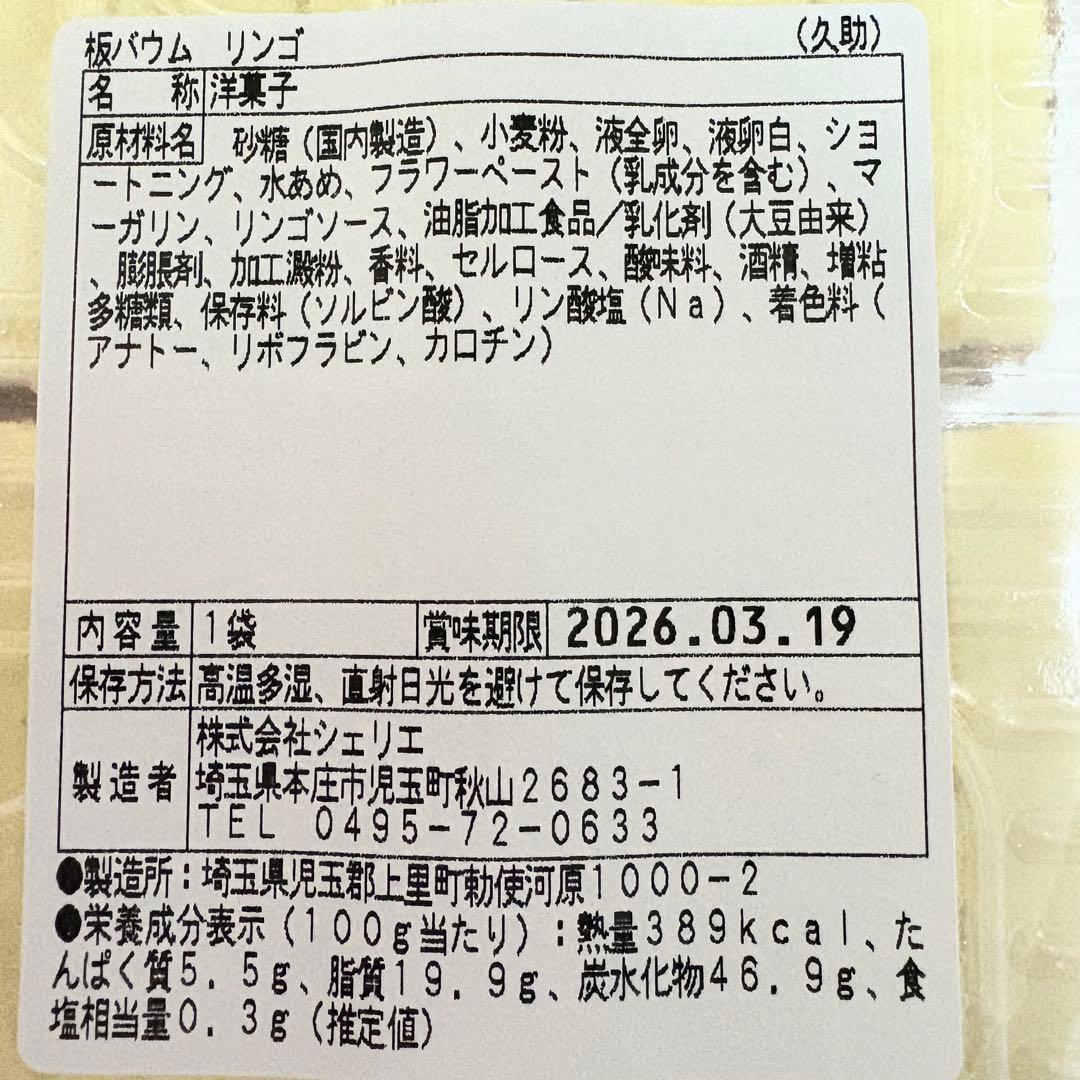 板バウム　リンゴ　（久助）
名　称 洋菓子
原材料名 砂糖（国内製造）、小麦粉、液全卵、液卵白、ショ
ートニング、水あめ、フラワーペースト（乳成分を含む）、マ
ーガリン、リンゴソース、油脂加工食品／乳化剤（大豆由来）
、膨脹剤、加工澱粉、香料、セルロース、酸味料、酒精、増粘
多糖類、保存料（ソルビン酸）、リン酸塩（Ｎａ）、着色料（
アナトー、リボフラビン、カロチン）
内容量 １袋 賞味期限 2026.03.19
保存方法 高温多湿、直射日光を避けて保存してください。
製造者 株式会社シェリエ
埼玉県本庄市児玉町秋山２６８３－１
ＴＥＬ　０４９５－７２－０６３３
●製造所：埼玉県児玉郡上里町勅使河原１０００－２
●栄養成分表示（１００ｇ当たり）：熱量３８９ｋｃａｌ、た
んぱく質５．５ｇ、脂質１９．９ｇ、炭水化物４６．９ｇ、食
塩相当量０．３ｇ（推定値）